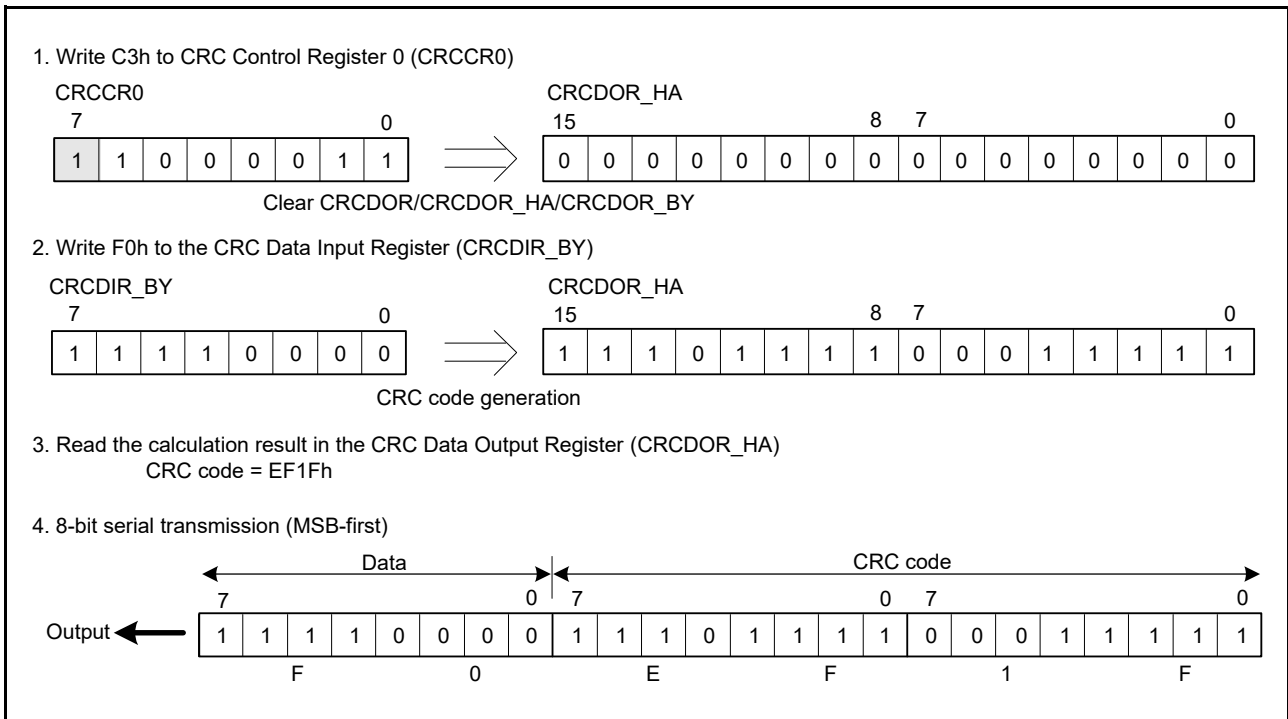 1. Write C3h to CRC Control Register 0 (CRCCR0)
CRCCR0 CRCDOR_HA
7 0 15 8 7 0
1 1 0 0 0 0 1 1 0 0 0 0 0 0 0 0 0 0 0 0 0 0 0 0
Clear CRCDOR/CRCDOR_HA/CRCDOR_BY
2. Write F0h to the CRC Data Input Register (CRCDIR_BY)
CRCDIR_BY CRCDOR_HA
7 0 15 8 7 0
1 1 1 1 0 0 0 0 1 1 1 0 1 1 1 1 0 0 0 1 1 1 1 1
CRC code generation
3. Read the calculation result in the CRC Data Output Register (CRCDOR_HA)
CRC code = EF1Fh
4. 8-bit serial transmission (MSB-first)
Data CRC code
7 0 7 0 7 0
Output 1 1 1 1 0 0 0 0 1 1 1 0 1 1 1 1 0 0 0 1 1 1 1 1
F 0 E F 1 F